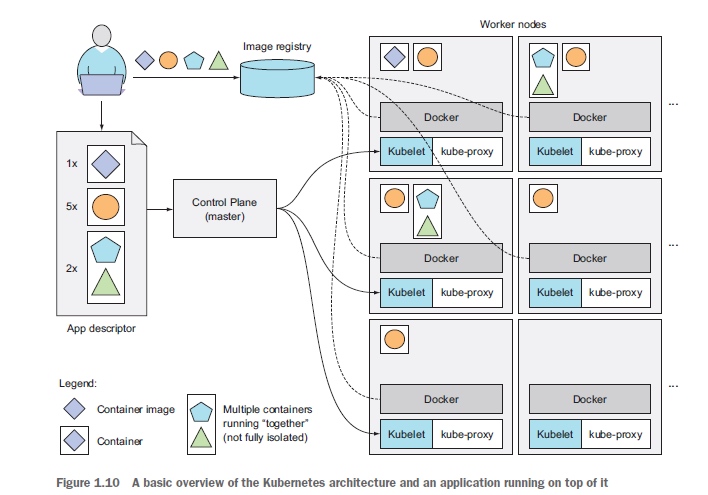 Worker nodes
Image registry
Docker
Kubelet kube-proxy
Docker
Kubelet kube-proxy
...
1x
5x
2x
App descriptor
Control Plane
(master)
Docker
Kubelet kube-proxy
Docker
Kubelet kube-proxy
...
Docker
Kubelet kube-proxy
Docker
Kubelet kube-proxy
...
Legend:
Container image
Container
Multiple containers
running “together”
(not fully isolated)
Figure 1.10 A basic overview of the Kubernetes architecture and an application running on top of it